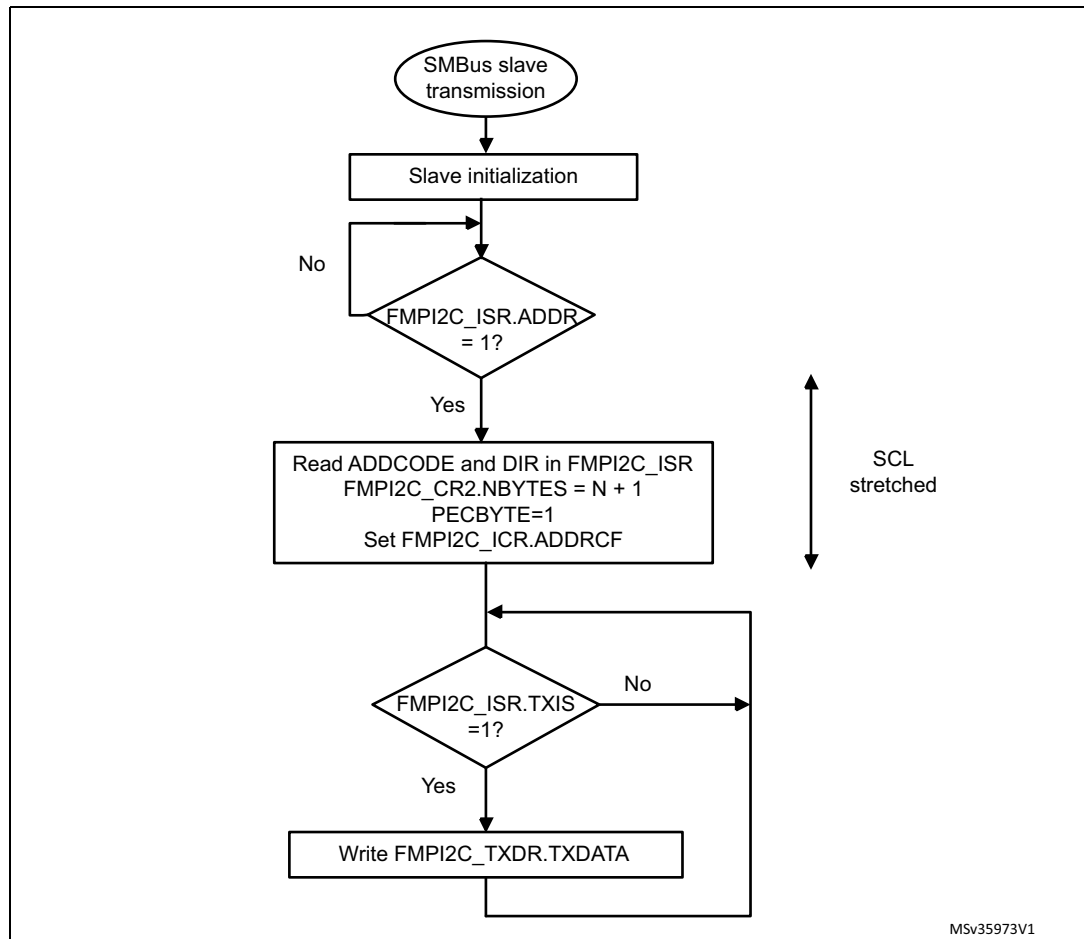 SMBus slave
transmission
Slave initialization
No
FMPI2C_ISR.ADDR
= 1?
Yes
Read ADDCODE and DIR in FMPI2C_ISR
FMPI2C_CR2.NBYTES = N + 1
PECBYTE=1
Set FMPI2C_ICR.ADDRCF
SCL
stretched
FMPI2C_ISR.TXIS
=1?
No
Yes
Write FMPI2C_TXDR.TXDATA
MSv35973V1